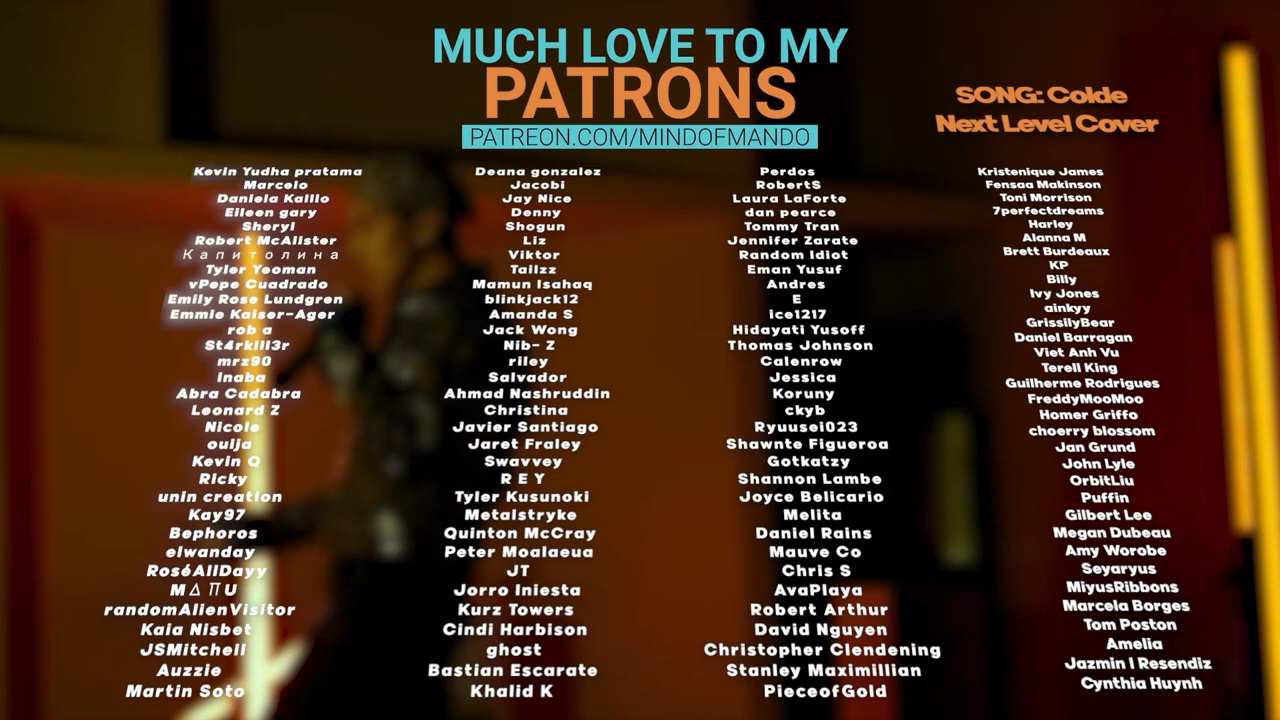 MUCH LOVE TO MY
PATRONS
PATREON.COM/MINDOFMANDO
SONG: Colde
Next Level Cover
Kevin Yudha pratama
Marcelo
Daniela Kallio
Eileen gary
Sheryl
Robert McAlister
Капитолина
Tyler Yeoman
vPepe Cuadrado
Emily Rose Lundgren
Emmie Kaiser-Ager
rob a
St4rkill3r
mrz90
Inaba
Abra Cadabra
Leonard Z
Nicole
ouija
Kevin Q
Ricky
unin creation
Kay97
Bephoros
elwanday
RoséAllDayy
M∆ ℿU
randomAlienVisitor
Kaia Nisbet
JSMitchell
Auzzie
Martin Soto
Deana gonzalez
Jacobi
Jay Nice
Denny
Shogun
Liz
Viktor
Tailzz
Mamun Isahaq
blinkjack12
Amanda S
Jack Wong
Nib- Z
riley
Salvador
Ahmad Nashruddin
Christina
Javier Santiago
Jaret Fraley
Swavvey
R E Y
Tyler Kusunoki
Metalstryke
Quinton McCray
Peter Moalaeua
JT
Jorro Iniesta
Kurz Towers
Cindi Harbison
ghost
Bastian Escarate
Khalid K
Perdos
RobertS
Laura LaForte
dan pearce
Tommy Tran
Jennifer Zarate
Random Idiot
Eman Yusuf
Andres
E
ice1217
Hidayati Yusoff
Thomas Johnson
Calenrow
Jessica
Koruny
ckyb
Ryuusei023
Shawnte Figueroa
Gotkatzy
Shannon Lambe
Joyce Belicario
Melita
Daniel Rains
Mauve Co
Chris S
AvaPlaya
Robert Arthur
David Nguyen
Christopher Clendening
Stanley Maximillian
PieceofGold
Kristenique James
Fensaa Makinson
Toni Morrison
7perfectdreams
Harley
Alanna M
Brett Burdeaux
KP
Billy
Ivy Jones
ainkyy
GrissilyBear
Daniel Barragan
Viet Anh Vu
Terell King
Guilherme Rodrigues
FreddyMooMoo
Homer Griffo
choerry blossom
Jan Grund
John Lyle
OrbitLiu
Puffin
Gilbert Lee
Megan Dubeau
Amy Worobe
Seyaryus
MiyusRibbons
Marcela Borges
Tom Poston
Amelia
Jazmin I Resendiz
Cynthia Huynh